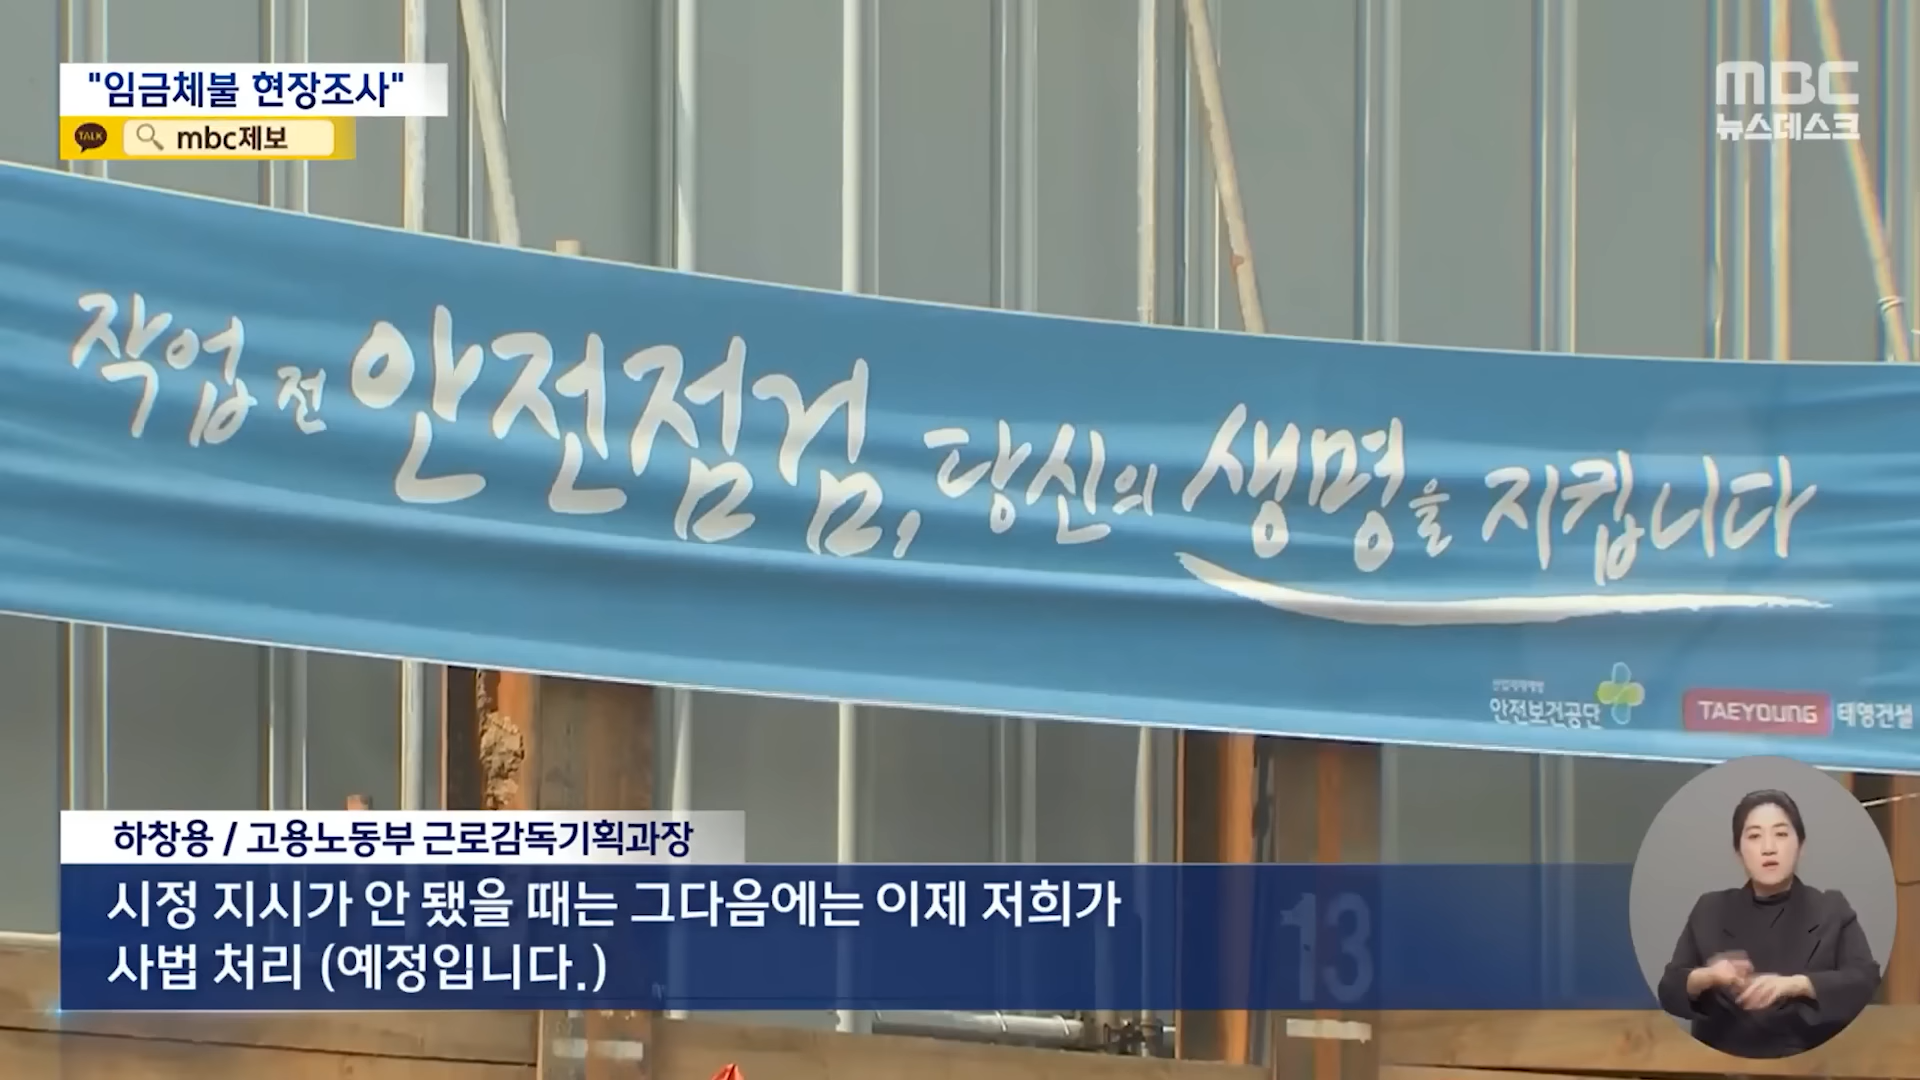 "임금체불 현장조사"
TALK mbc제보
MBC
뉴스데스크
작업 전 안전점검, 당신의 생명을 지킵니다
안전보건공단 TAEYOUNG 태영건설
하창용 / 고용노동부 근로감독기획과장
시정 지시가 안 됐을 때는 그다음에는 이제 저희가
사법 처리 (예정입니다.)
13